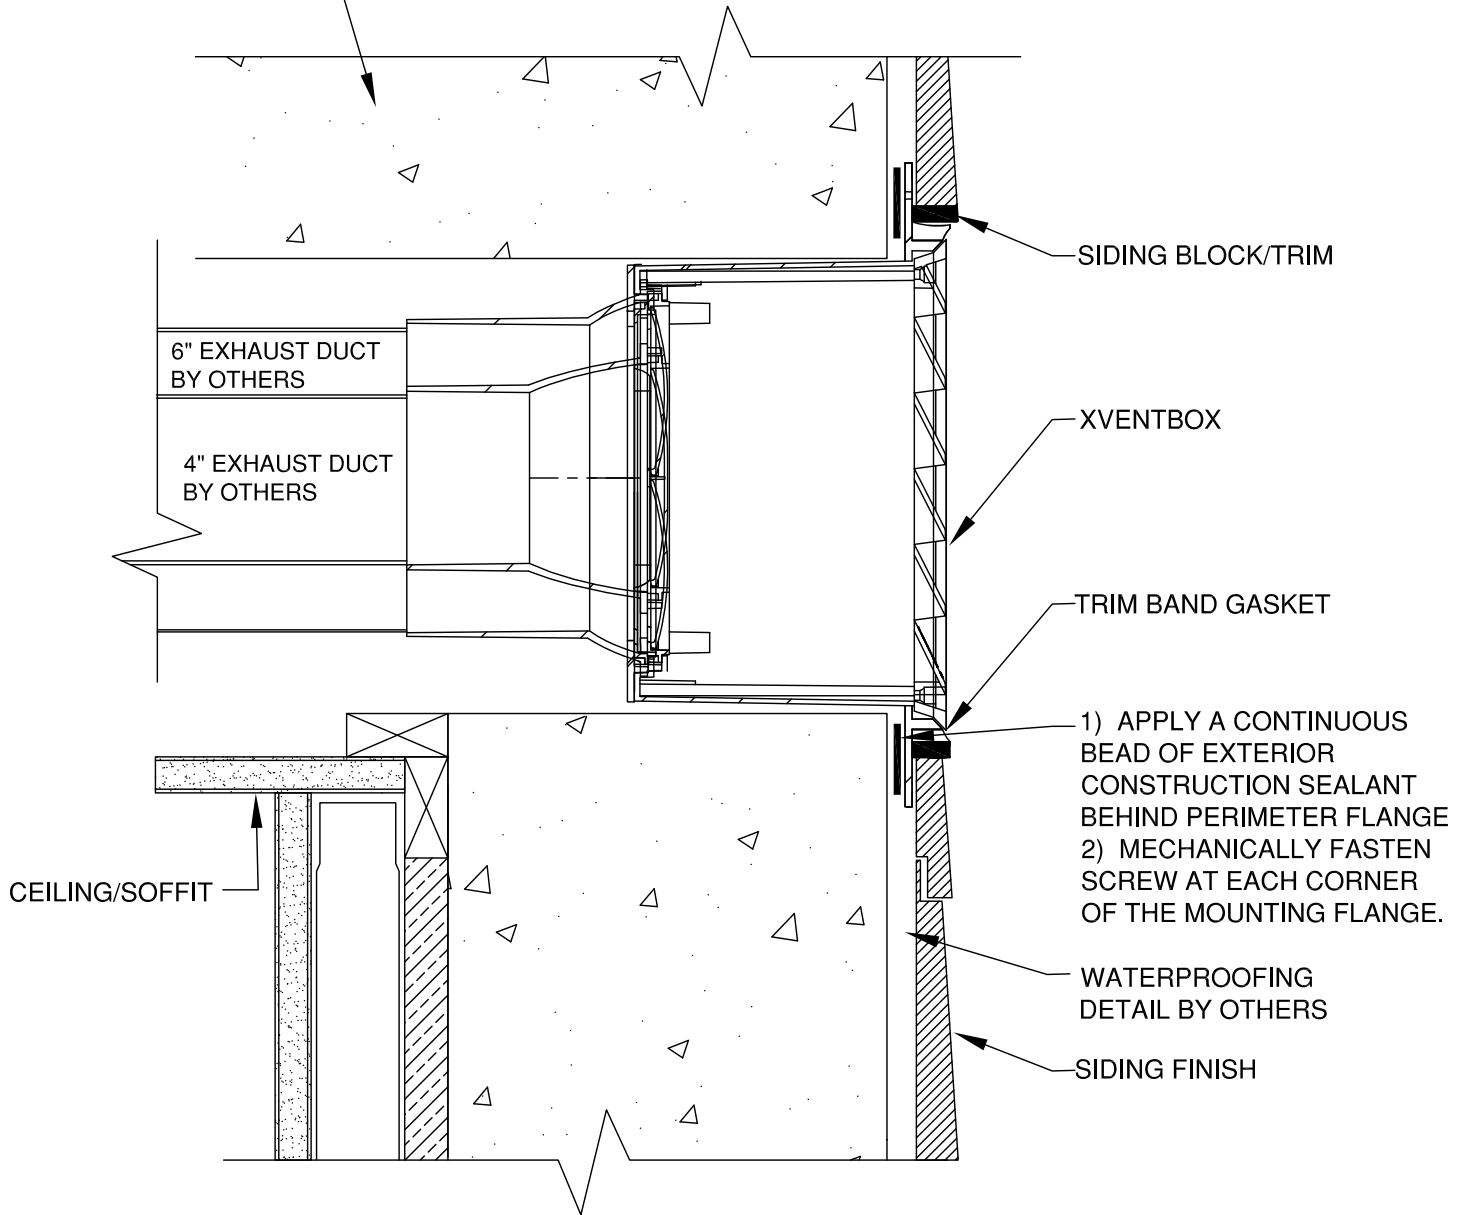 SIDING BLOCK/TRIM
6" EXHAUST DUCT
BY OTHERS
XVENTBOX
4" EXHAUST DUCT
BY OTHERS
TRIM BAND GASKET
1) APPLY A CONTINUOUS
BEAD OF EXTERIOR
CONSTRUCTION SEALANT
BEHIND PERIMETER FLANGE
2) MECHANICALLY FASTEN
SCREW AT EACH CORNER
OF THE MOUNTING FLANGE.
CEILING/SOFFIT
WATERPROOFING
DETAIL BY OTHERS
SIDING FINISH